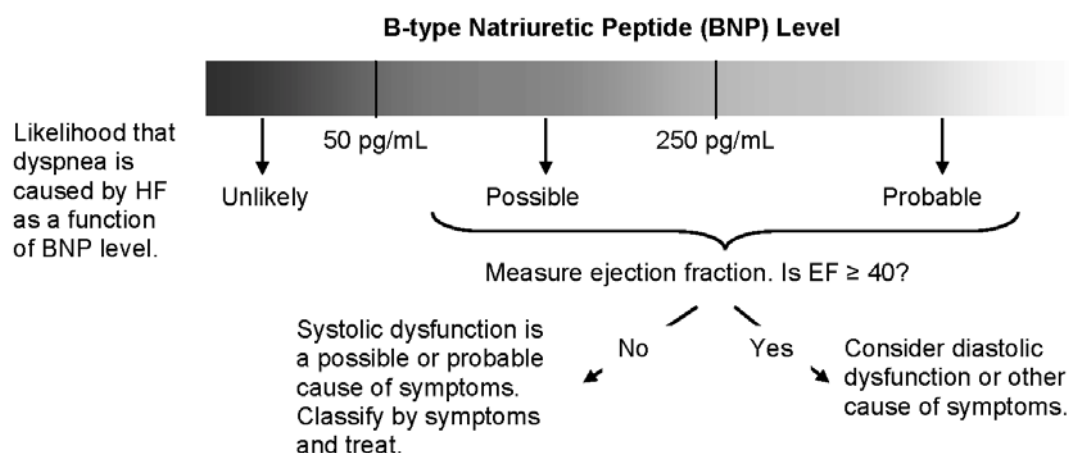 B-type Natriuretic Peptide (BNP) Level
50 pg/mL
250 pg/mL
Likelihood that
dyspnea is
caused by HF
as a function
of BNP level.
Unlikely
Possible
Probable
Measure ejection fraction. Is EF ≥ 40?
No
Yes
Systolic dysfunction is
a possible or probable
cause of symptoms.
Classify by symptoms
and treat.
Consider diastolic
dysfunction or other
cause of symptoms.